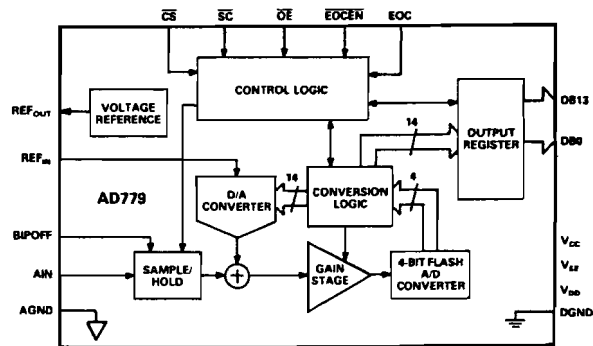 CS SC OE EOCEN EOC
CONTROL LOGIC
REFOUT
VOLTAGE
REFERENCE
14
OUTPUT
REGISTER
DB13
DB0
REFIN
AD779
D/A
CONVERTER
14
CONVERSION
LOGIC
4
BIPOFF
AIN
SAMPLE/
HOLD
+
GAIN
STAGE
4-BIT FLASH
A/D
CONVERTER
VCC
VEE
VDD
AGND
DGND